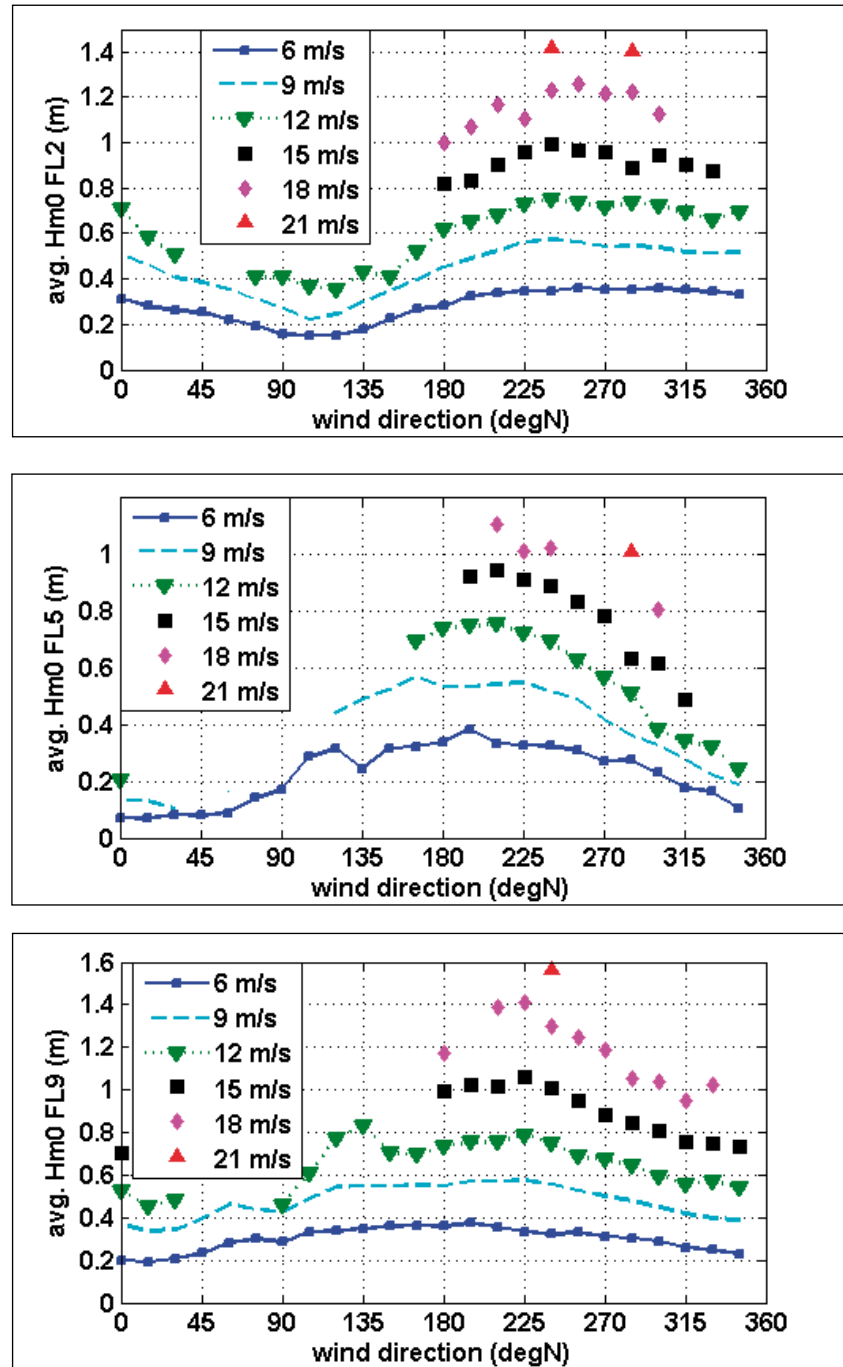 avg. Hm0 FL2 (m)
1.4
1.2
1
0.8
0.6
0.4
0.2
0
6 m/s
9 m/s
12 m/s
15 m/s
18 m/s
21 m/s
0 45 90 135 180 225 270 315 360
wind direction (degN)
avg. Hm0 FL5 (m)
1
0.8
0.6
0.4
0.2
0
6 m/s
9 m/s
12 m/s
15 m/s
18 m/s
21 m/s
0 45 90 135 180 225 270 315 360
wind direction (degN)
avg. Hm0 FL9 (m)
1.6
1.4
1.2
1
0.8
0.6
0.4
0.2
0
6 m/s
9 m/s
12 m/s
15 m/s
18 m/s
21 m/s
0 45 90 135 180 225 270 315 360
wind direction (degN)